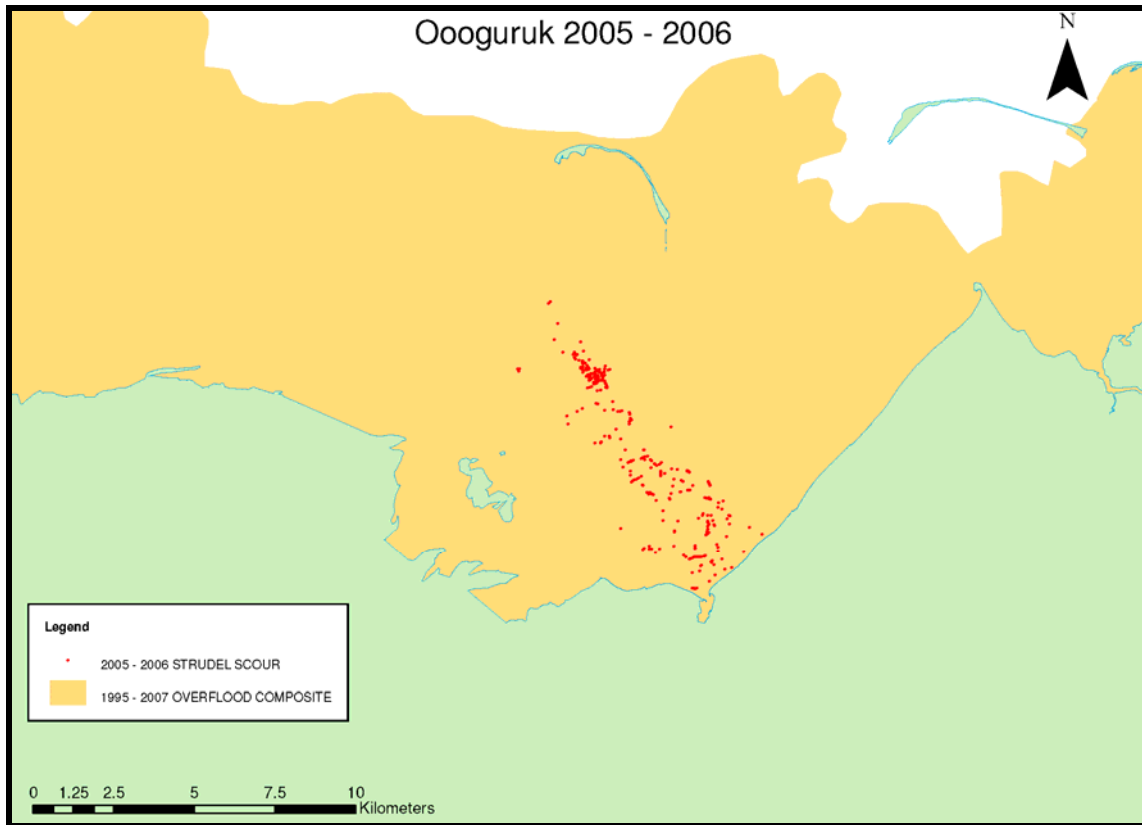 Oooguruk 2005 - 2006
N
Legend
2005 - 2006 STRUDEL SCOUR
1995 - 2007 OVERFLOOD COMPOSITE
0 1.25 2.5 5 7.5 10
Kilometers